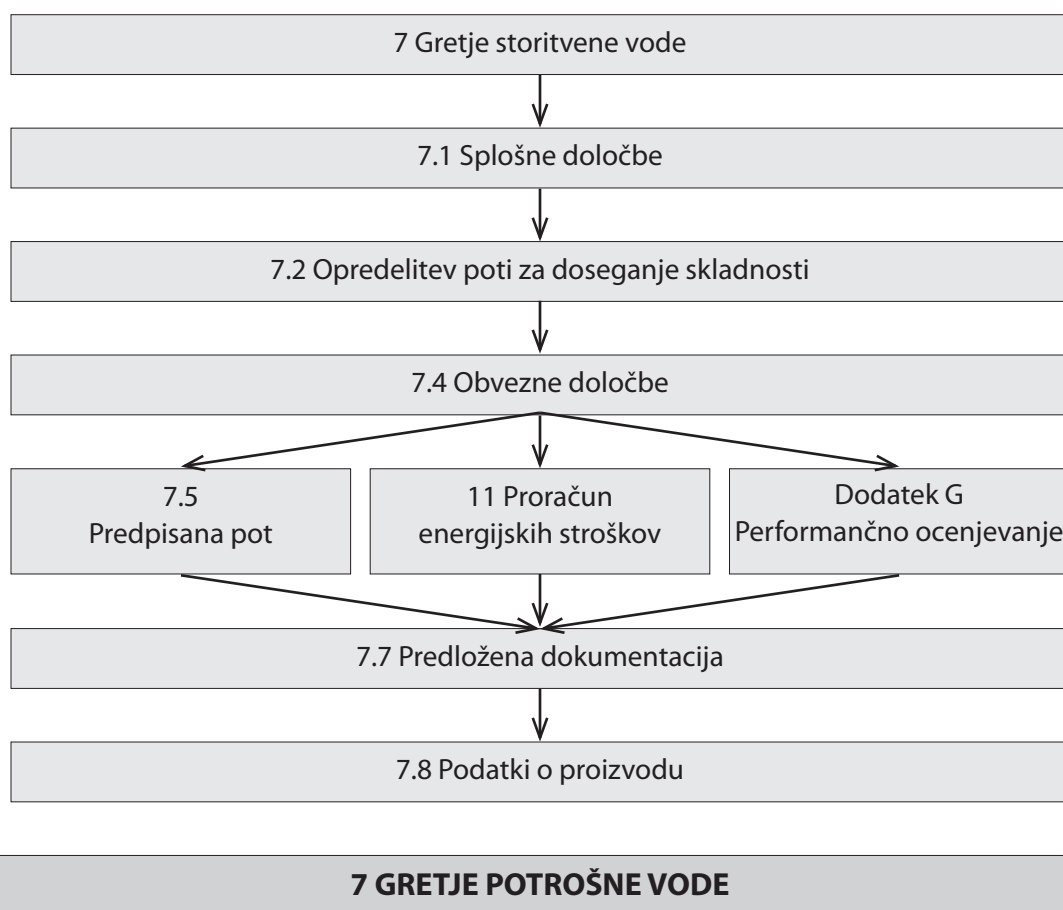 7 Gretje storitvene vode
7.1 Splošne določbe
7.2 Opredelitev poti za doseganje skladnosti
7.4 Obvezne določbe
7.5
Predpisana pot
11 Proračun
energijskih stroškov
Dodatek G
Performančno ocenjevanje
7.7 Predložena dokumentacija
7.8 Podatki o proizvodu
7 GRETJE POTROŠNE VODE